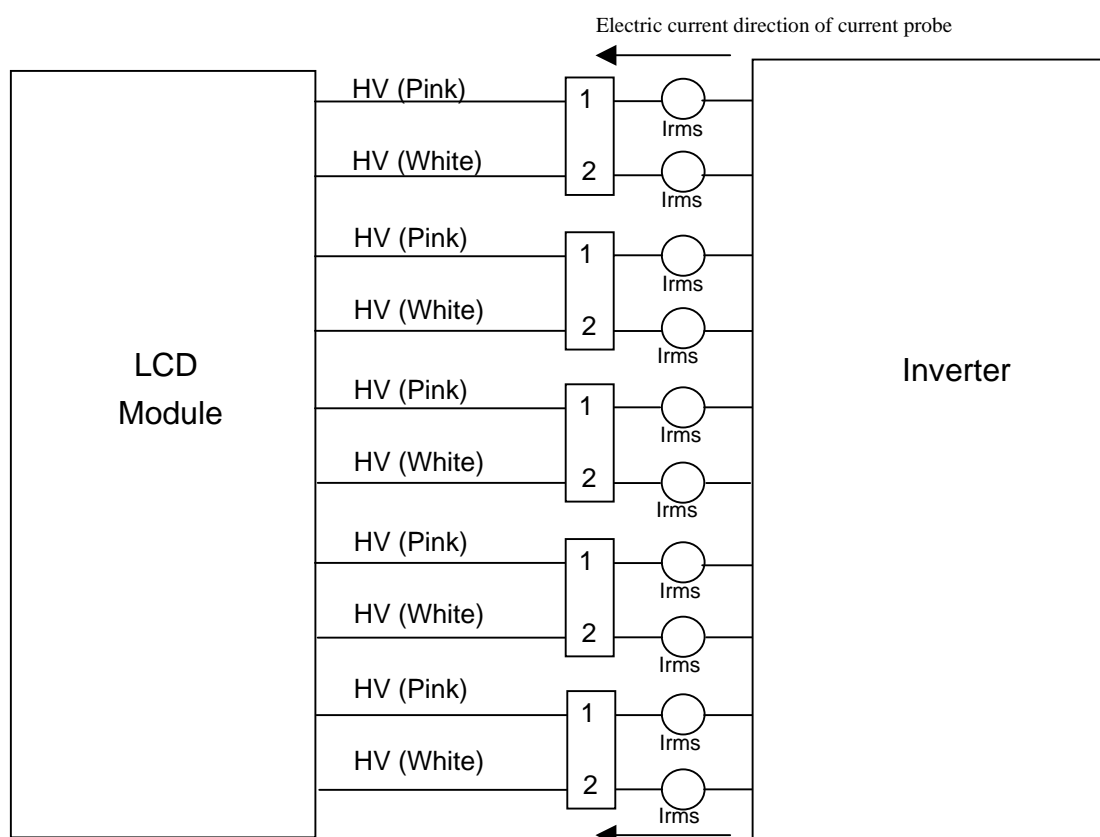 Electric current direction of current probe
HV (Pink)
1
Irms
HV (White)
2
Irms
HV (Pink)
1
Irms
HV (White)
2
Irms
LCD
Module
Inverter
HV (Pink)
1
Irms
HV (White)
2
Irms
HV (Pink)
1
Irms
HV (White)
2
Irms
HV (Pink)
1
Irms
HV (White)
2
Irms